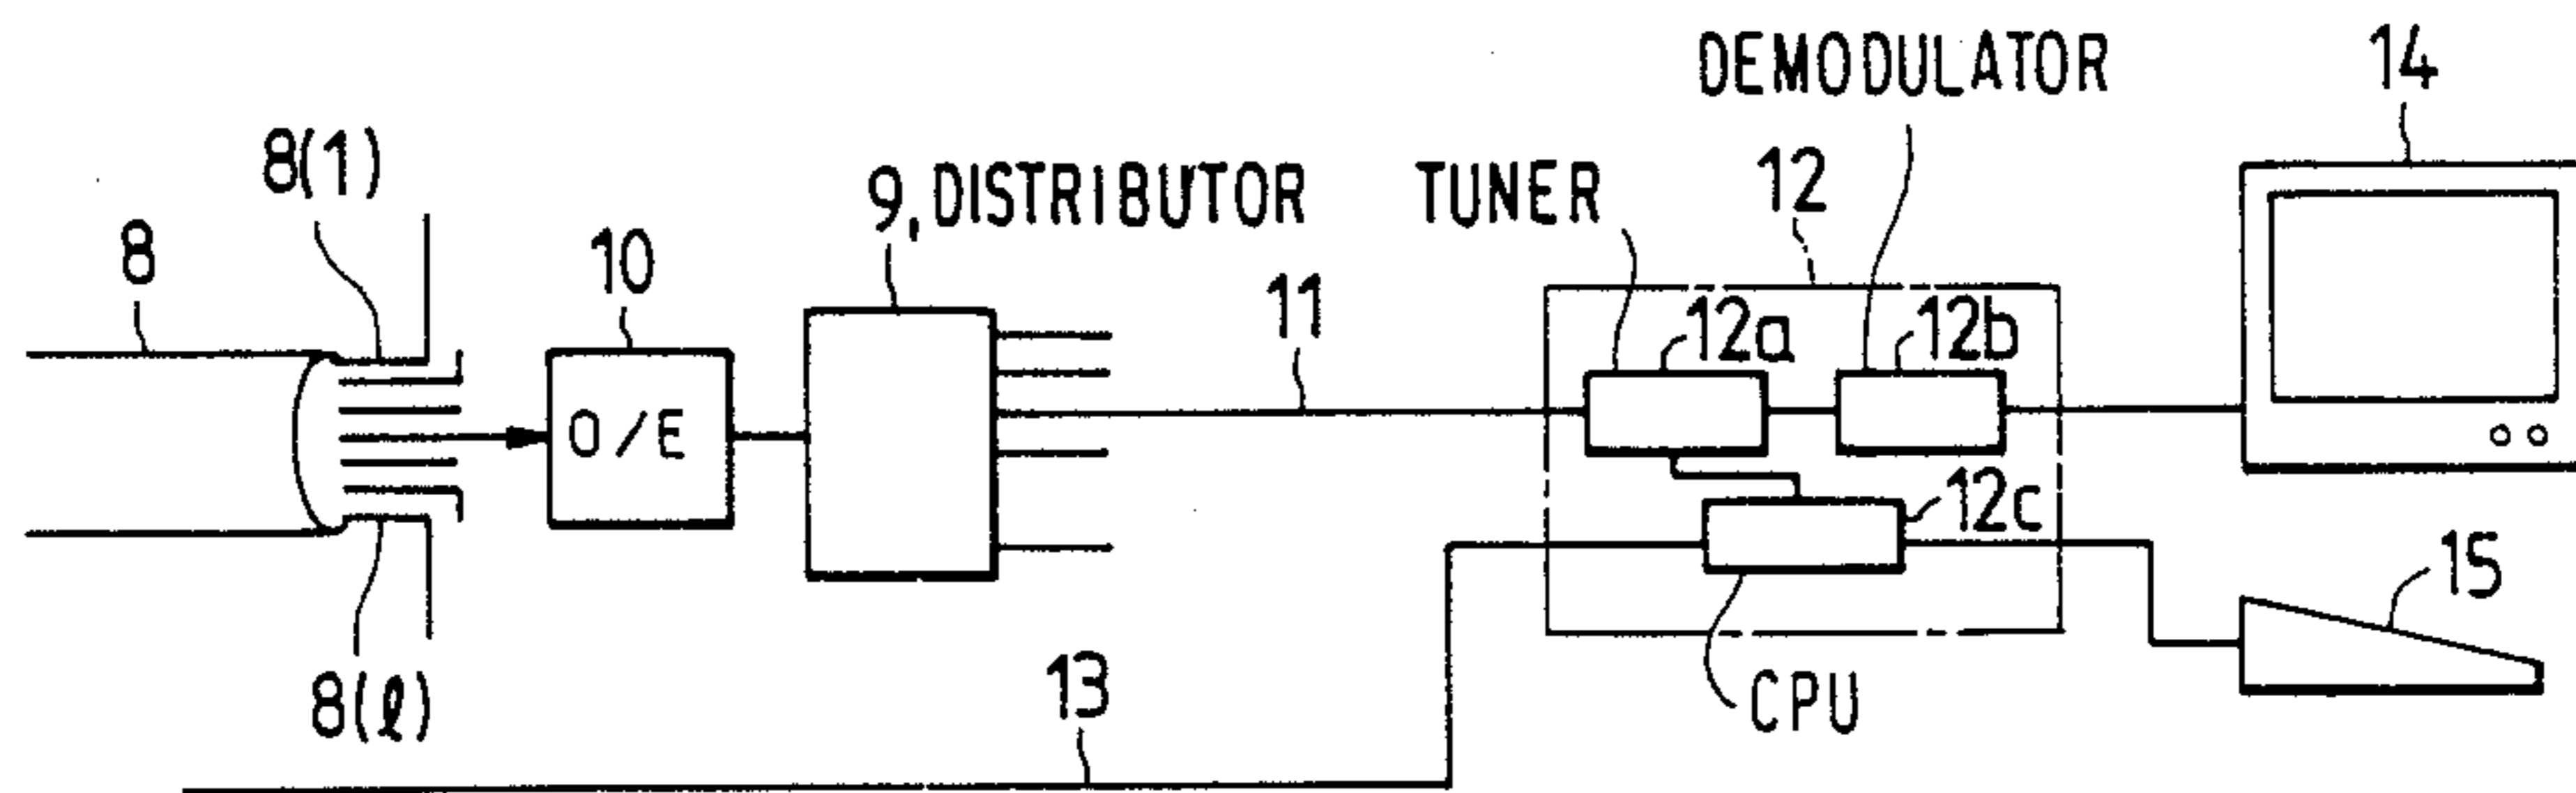 DEMODULATOR
14
8(1)
9, DISTRIBUTOR
TUNER
12
8
10
11
12a
12b
O/E
12c
15
8(ℓ)
13
CPU